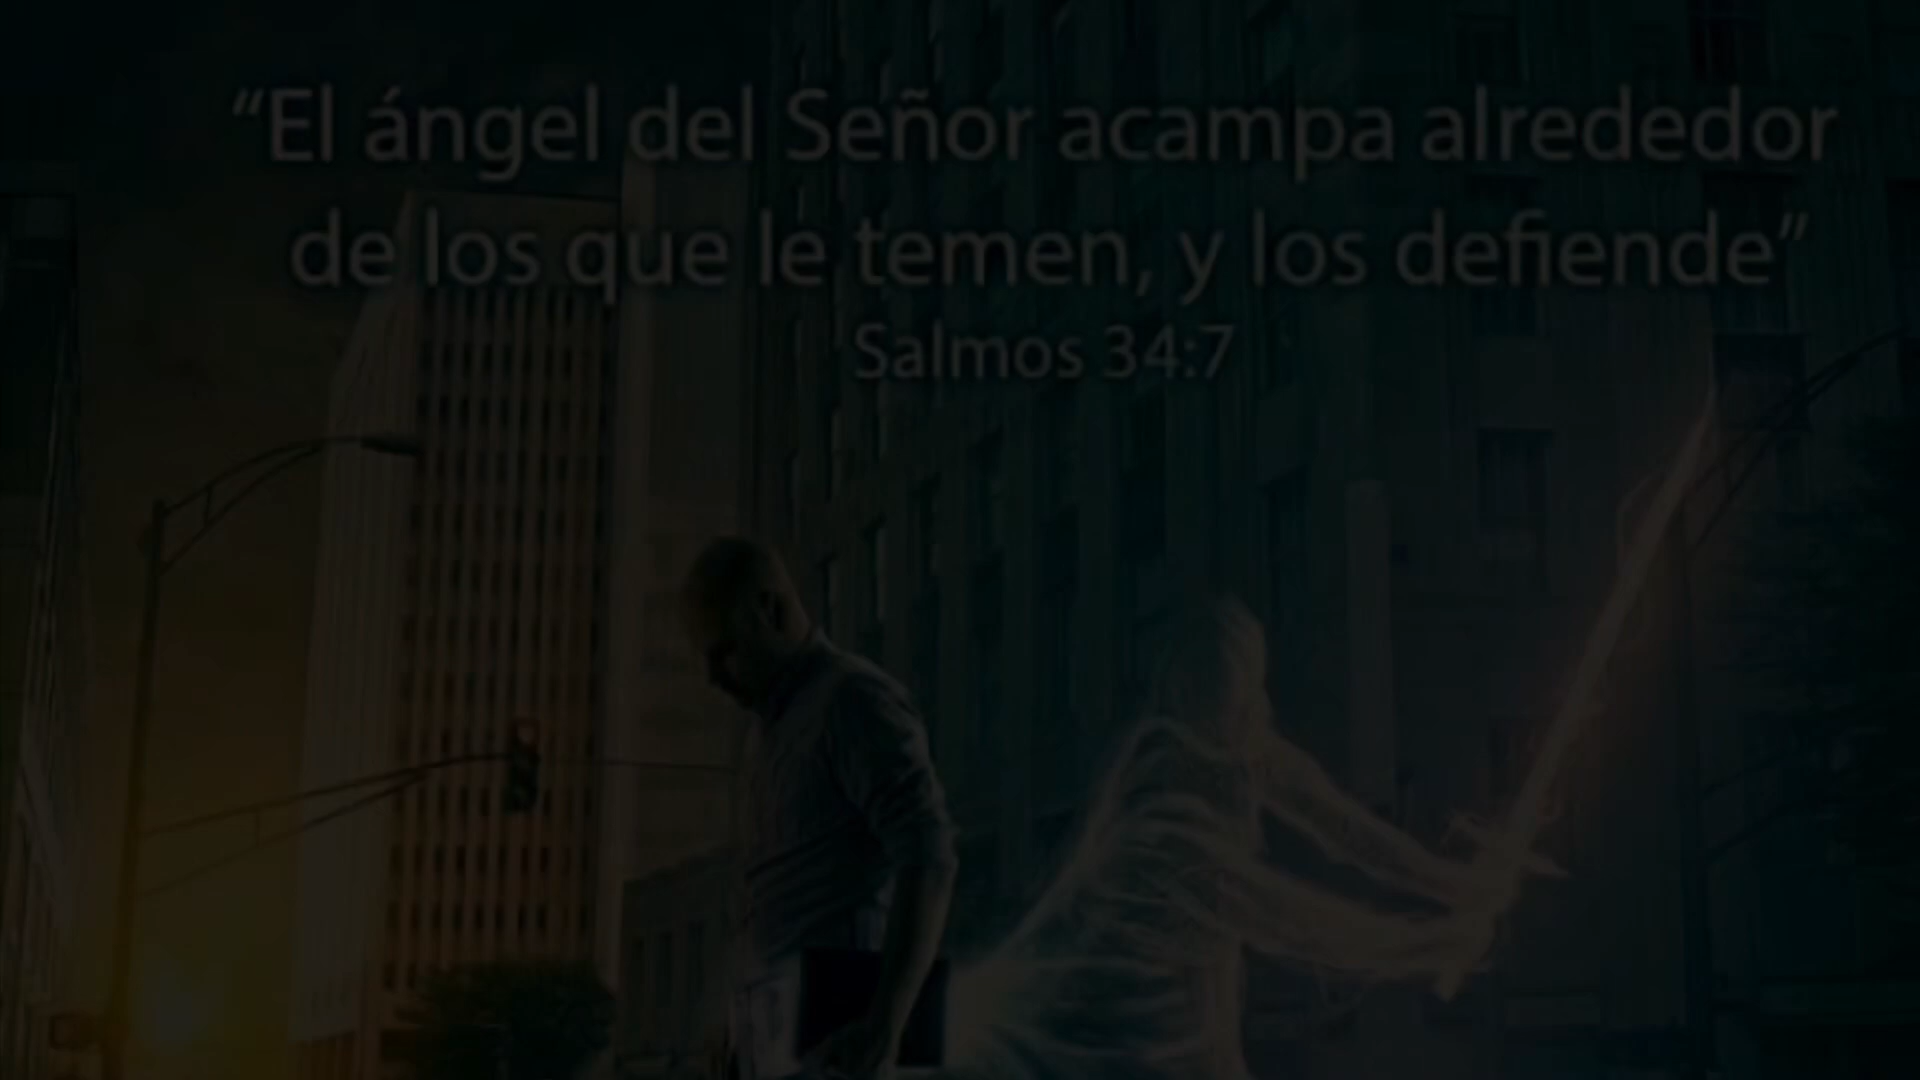 “El ángel del Señor acampa alrededor
de los que le temen, y los defiende”
Salmos 34:7